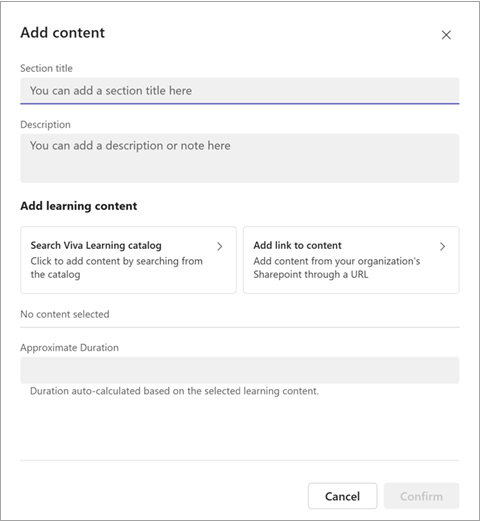 Add content
Section title
You can add a section title here
Description
You can add a description or note here
Add learning content
Search Viva Learning catalog
Click to add content by searching from
the catalog
Add link to content
Add content from your organization's
Sharepoint through a URL
No content selected
Approximate Duration
Duration auto-calculated based on the selected learning content.
Cancel
Confirm